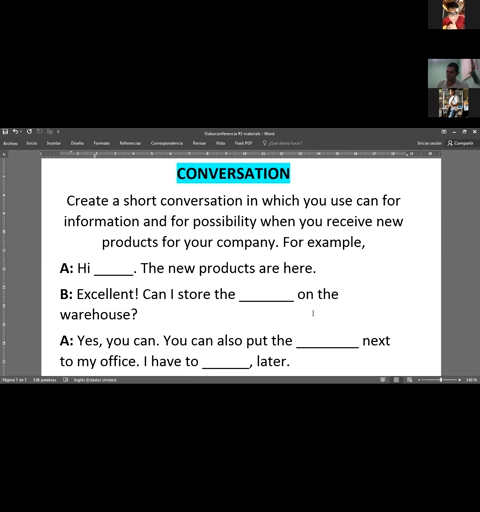 Videoconferencia #3 materials - Word
Archivo Inicio Insertar Diseño Formato Referencias Correspondencia Revisar Vista Foxit PDF ¿Qué desea hacer? Iniciar sesión Compartir
CONVERSATION
Create a short conversation in which you use can for
information and for possibility when you receive new
products for your company. For example,
A: Hi _____. The new products are here.
B: Excellent! Can I store the _______ on the
warehouse?
A: Yes, you can. You can also put the ________ next
to my office. I have to ______, later.
Página 7 de 7 528 palabras Inglés (Estados Unidos) 140 %